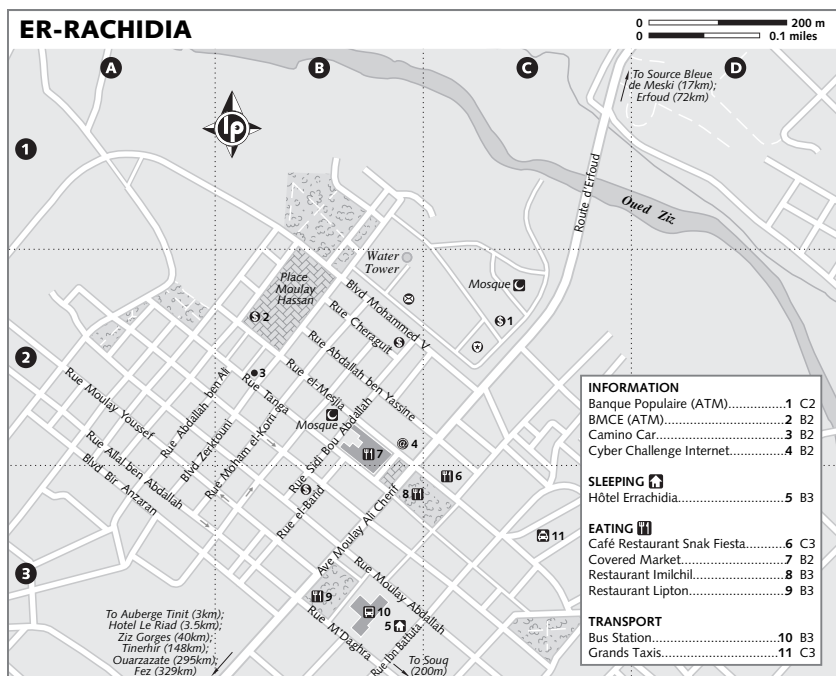 ER-RACHIDIA
0 200 m
0 0.1 miles
A
B
C
D
To Source Bleue
de Meski (17km);
Erfoud (72km)
lp
1
Route d'Erfoud
Oued Ziz
Water
Tower
Place
Moulay
Hassan
Mosque
Blvd Mohammed V
$ 2
$ 1
Rue Cheraguit
$
2
Rue Abdallah ben Yassine
3
Rue el-Mesjia
Rue Tanga
Rue Moulay Youssef
Rue Abdallah ben Ali
Mosque
@ 4
Blvd Zerktouni
Rue Moham el-Korri
Rue Sidi Bou Abdallah
7
Rue Allal ben Abdallah
Blvd Bir Anzaran
6
$
8
Rue el-Barid
Ave Moulay Ali Cherif
11
3
Rue Moulay Abdallah
9
10
5
Rue M'Daghra
Rue Ibn Batluta
To Auberge Tinit (3km);
Hotel Le Riad (3.5km);
Ziz Gorges (40km);
Tinerhir (148km);
Ouarzazate (295km);
Fez (329km)
To Souq
(200m)
INFORMATION
Banque Populaire (ATM)..............1 C2
BMCE (ATM)..............2 B2
Camino Car..............3 B2
Cyber Challenge Internet..............4 B2
SLEEPING
Hôtel Errachidia..............5 B3
EATING
Café Restaurant Snak Fiesta..........6 C3
Covered Market..............7 B2
Restaurant Imilchil..............8 B3
Restaurant Lipton..............9 B3
TRANSPORT
Bus Station..............10 B3
Grands Taxis..............11 C3